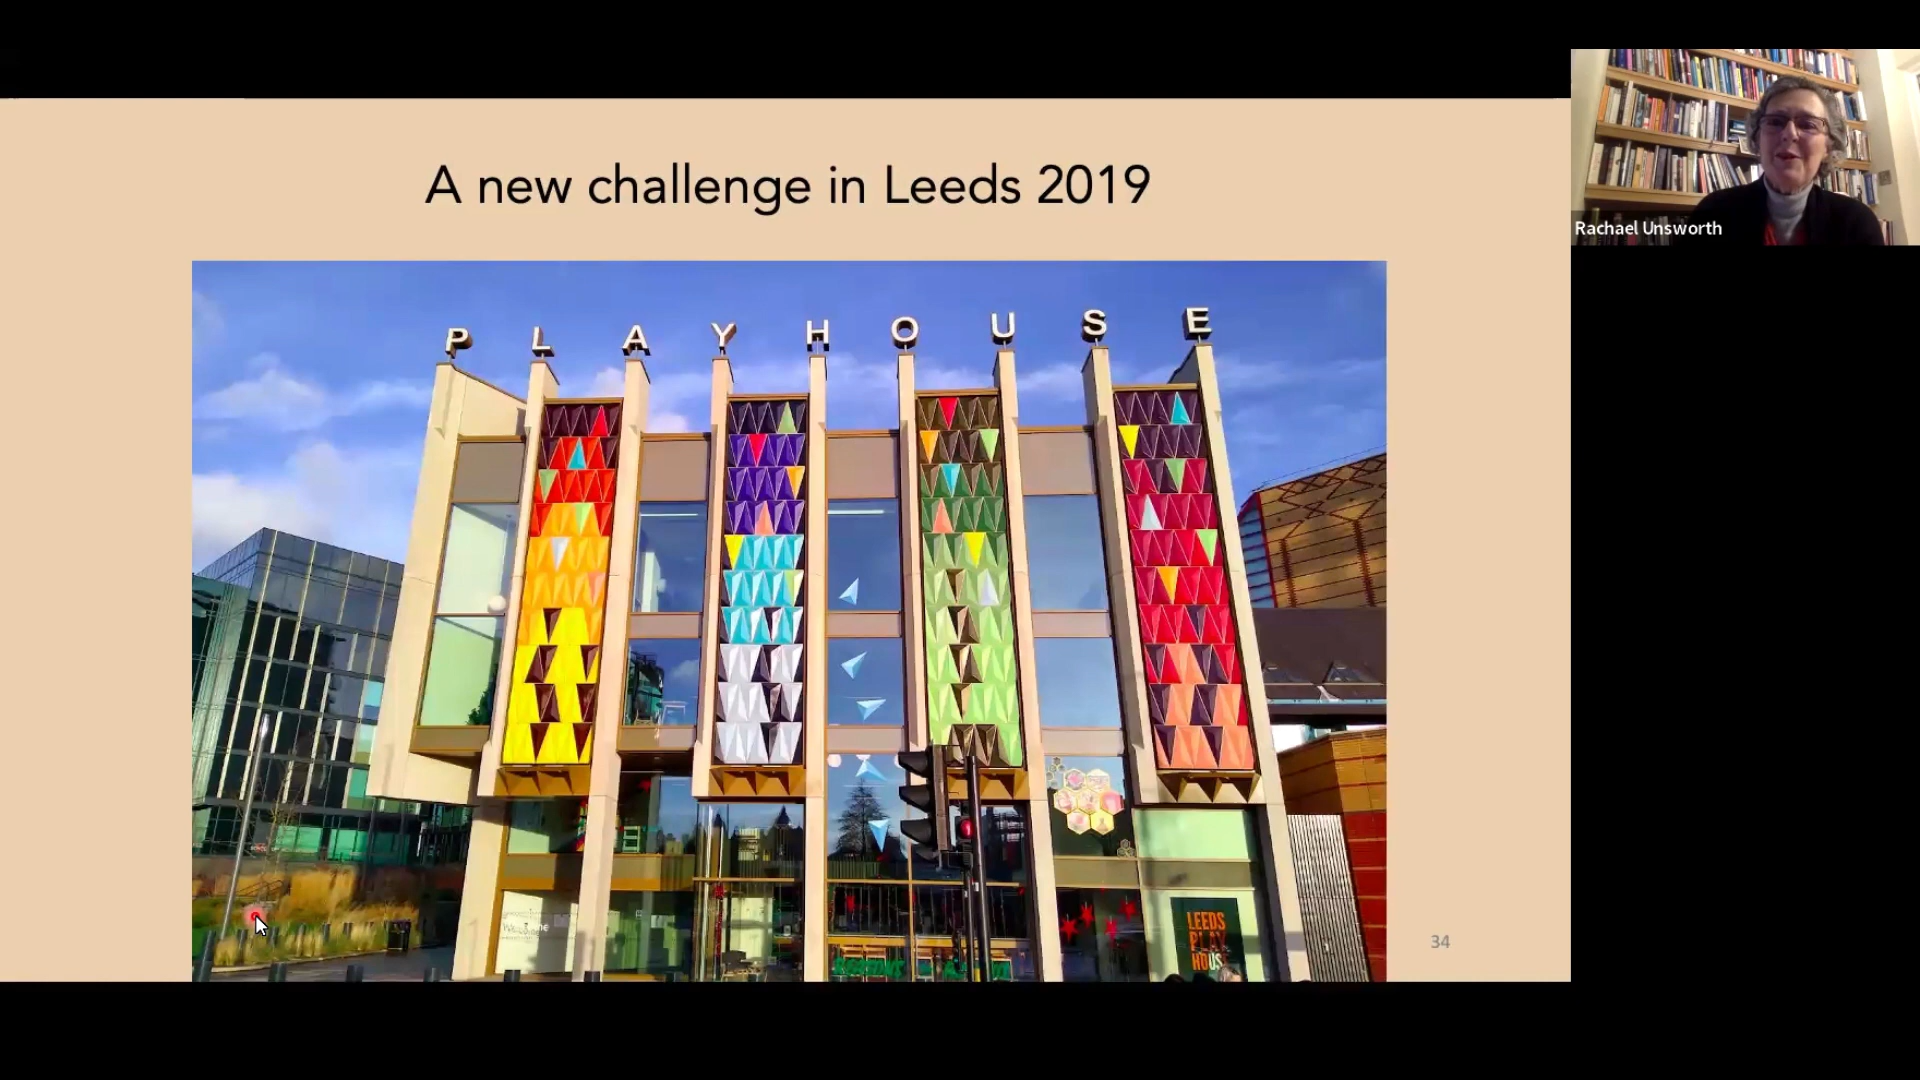 A new challenge in Leeds 2019
Rachael Unsworth
PLAYHOUSE
LEEDS
PLAY
HOUSE
34